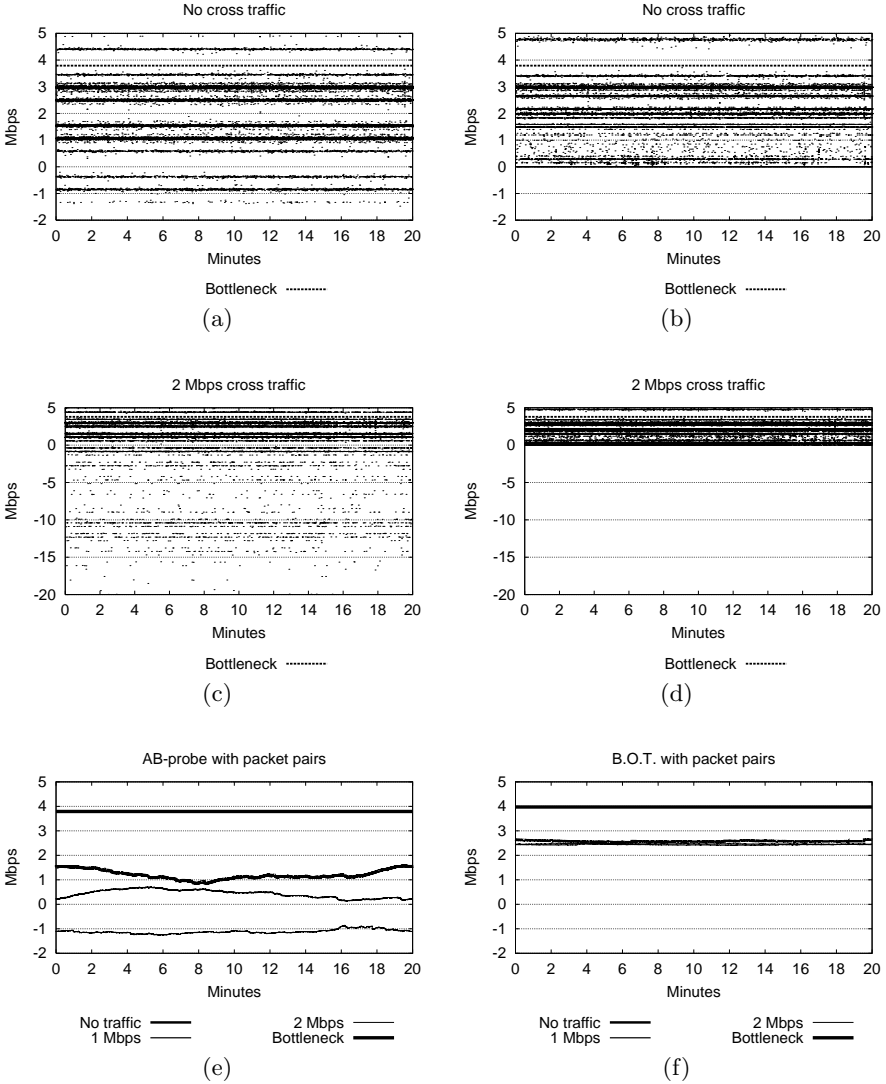 No cross traffic
5
4
3
2
1
0
-1
-2
Mbps
0 2 4 6 8 10 12 14 16 18 20
Minutes
Bottleneck
(a)
No cross traffic
5
4
3
2
1
0
-1
-2
Mbps
0 2 4 6 8 10 12 14 16 18 20
Minutes
Bottleneck
(b)
2 Mbps cross traffic
5
0
-5
-10
-15
-20
Mbps
0 2 4 6 8 10 12 14 16 18 20
Minutes
Bottleneck
(c)
2 Mbps cross traffic
5
0
-5
-10
-15
-20
Mbps
0 2 4 6 8 10 12 14 16 18 20
Minutes
Bottleneck
(d)
AB-probe with packet pairs
5
4
3
2
1
0
-1
-2
Mbps
0 2 4 6 8 10 12 14 16 18 20
Minutes
No traffic 2 Mbps
1 Mbps Bottleneck
(e)
B.O.T. with packet pairs
5
4
3
2
1
0
-1
-2
Mbps
0 2 4 6 8 10 12 14 16 18 20
Minutes
No traffic 2 Mbps
1 Mbps Bottleneck
(f)